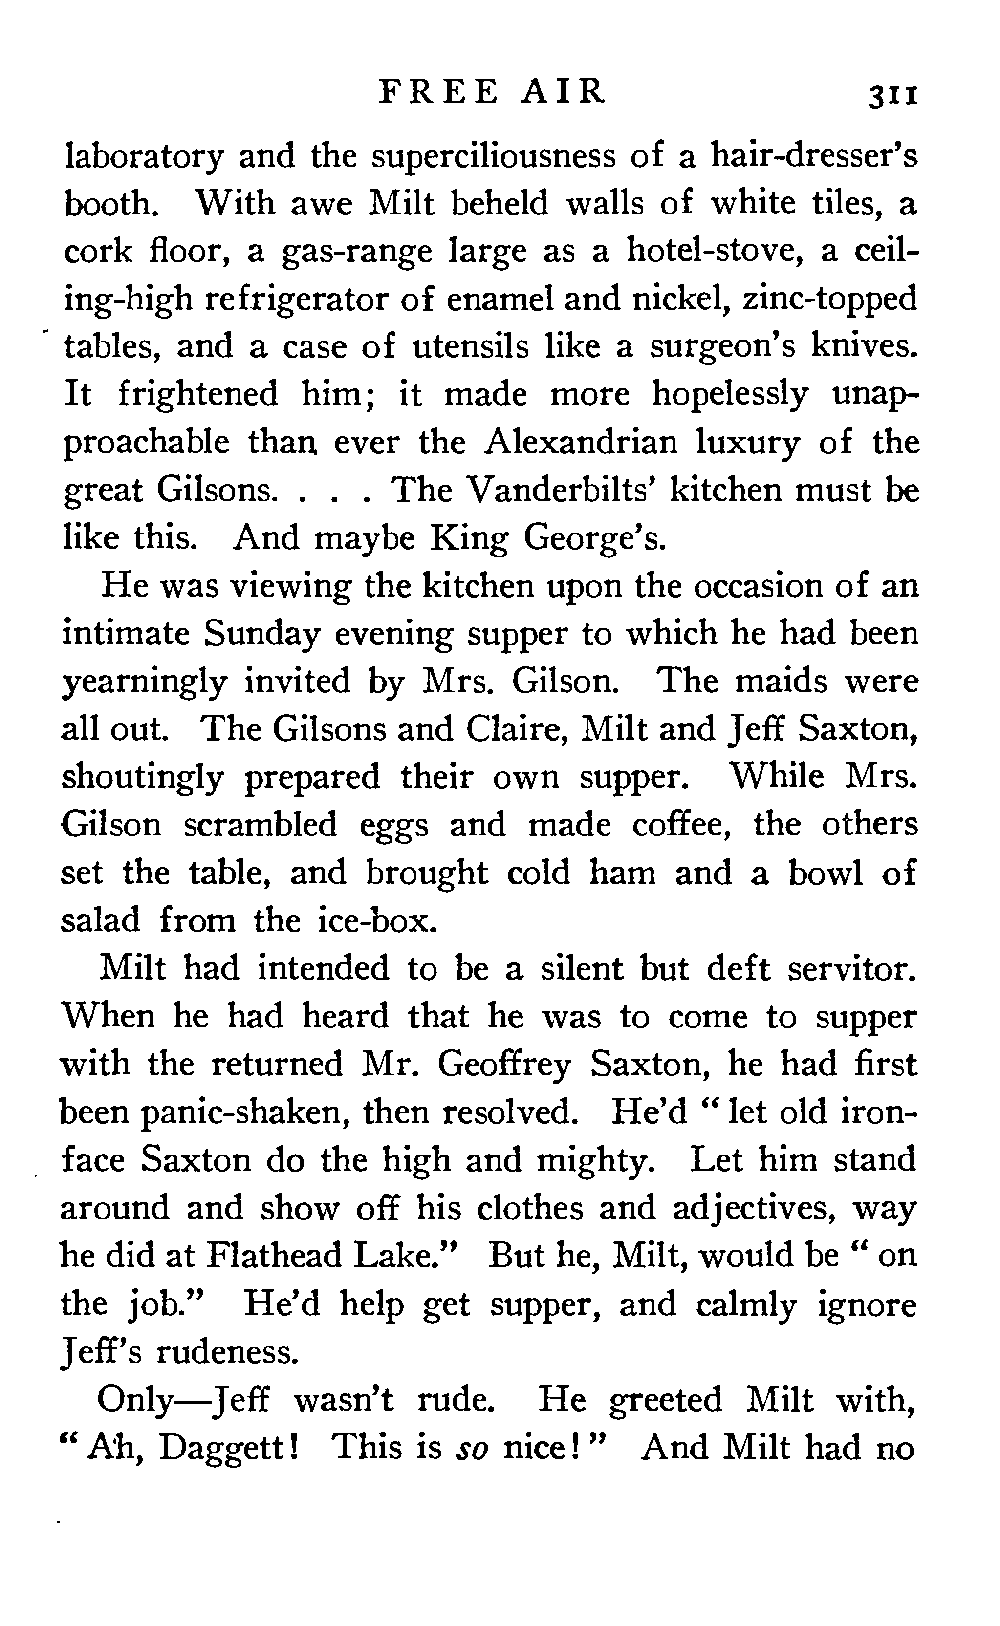 FREE AIR 311
laboratory and the superciliousness of a hair-dresser's
booth. With awe Milt beheld walls of white tiles, a
cork floor, a gas-range large as a hotel-stove, a ceil-
ing-high refrigerator of enamel and nickel, zinc-topped
tables, and a case of utensils like a surgeon's knives.
It frightened him; it made more hopelessly unap-
proachable than ever the Alexandrian luxury of the
great Gilsons. . . . The Vanderbilts' kitchen must be
like this. And maybe King George's.
He was viewing the kitchen upon the occasion of an
intimate Sunday evening supper to which he had been
yearningly invited by Mrs. Gilson. The maids were
all out. The Gilsons and Claire, Milt and Jeff Saxton,
shoutingly prepared their own supper. While Mrs.
Gilson scrambled eggs and made coffee, the others
set the table, and brought cold ham and a bowl of
salad from the ice-box.
Milt had intended to be a silent but deft servitor.
When he had heard that he was to come to supper
with the returned Mr. Geoffrey Saxton, he had first
been panic-shaken, then resolved. He'd “ let old iron-
face Saxton do the high and mighty. Let him stand
around and show off his clothes and adjectives, way
he did at Flathead Lake.” But he, Milt, would be “ on
the job.” He'd help get supper, and calmly ignore
Jeff's rudeness.
Only—Jeff wasn't rude. He greeted Milt with,
“ Ah, Daggett! This is so nice! ” And Milt had no